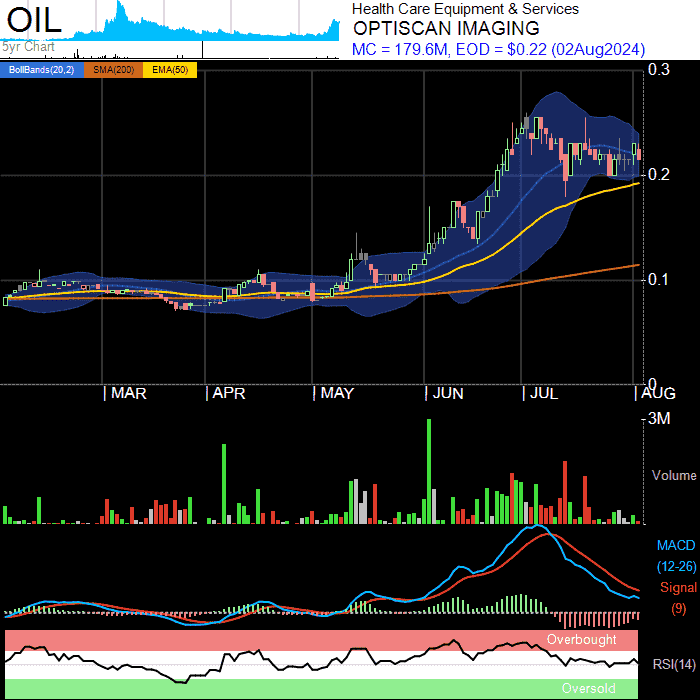 OIL
5yr Chart
Health Care Equipment & Services
OPTISCAN IMAGING
MC = 179.6M, EOD = $0.22 (02Aug2024)
BollBands(20,2) SMA(200) EMA(50)
0.3
0.2
0.1
0
MAR APR MAY JUN JUL AUG
3M
Volume
MACD
(12-26)
Signal
(9)
Overbought
RSI(14)
Oversold